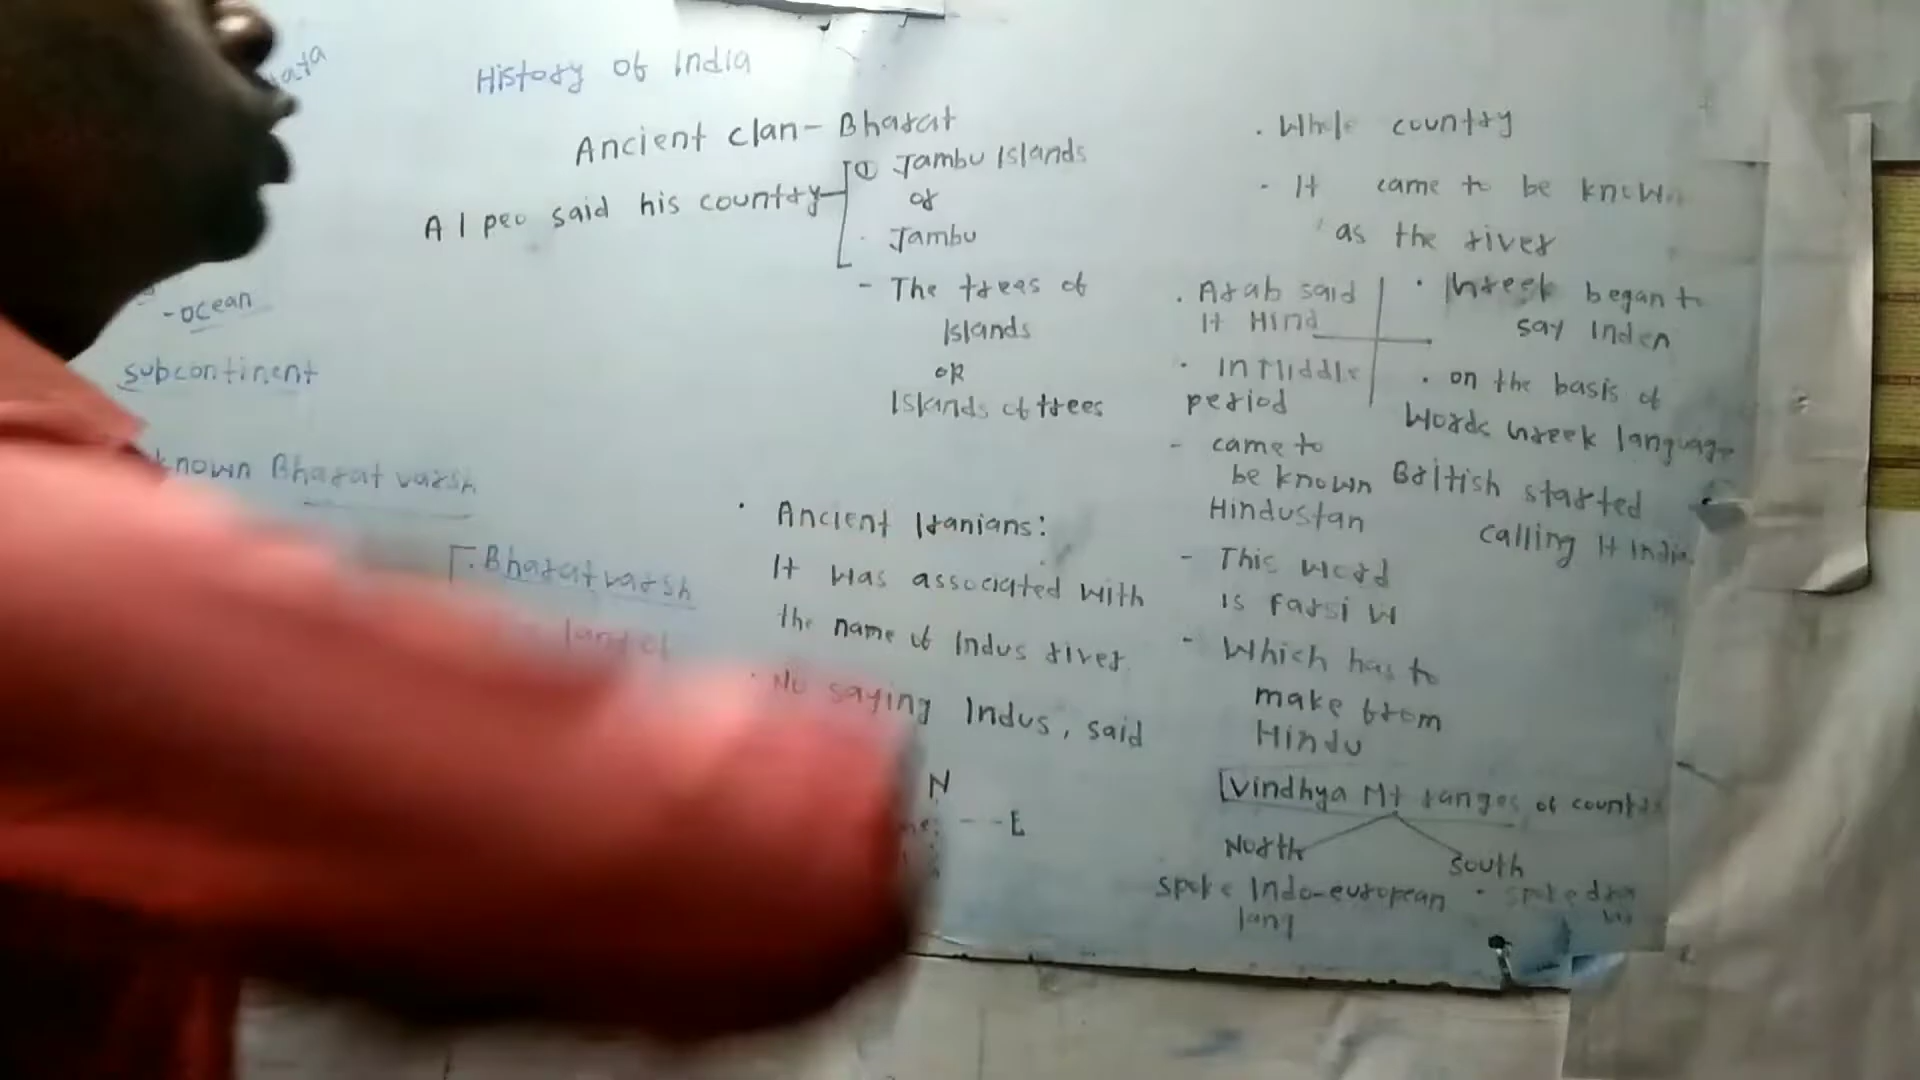 History of India
Ancient clan- Bharat
A I peo said his country
① Jambu Islands
or
Jambu
- The trees of
Islands
OR
Islands of trees
-ocean
subcontinent
known Bharat varsh
. Bharatvarsh
. Ancient Iranians:
It was associated with
the name of Indus river.
. No saying Indus, said
N
E
. Whole country
- It came to be known
as the river
. Arab said
It Hind
. In Middle
period
- came to
be known
Hindustan
- This word
is Farsi W
- Which has to
make from
Hindu
. Greek began to
say Inden
. on the basis of
Words Greek language
British started
calling It India
Vindhya Mt ranges of
North
South
spoke Indo-european
lang
. spoke